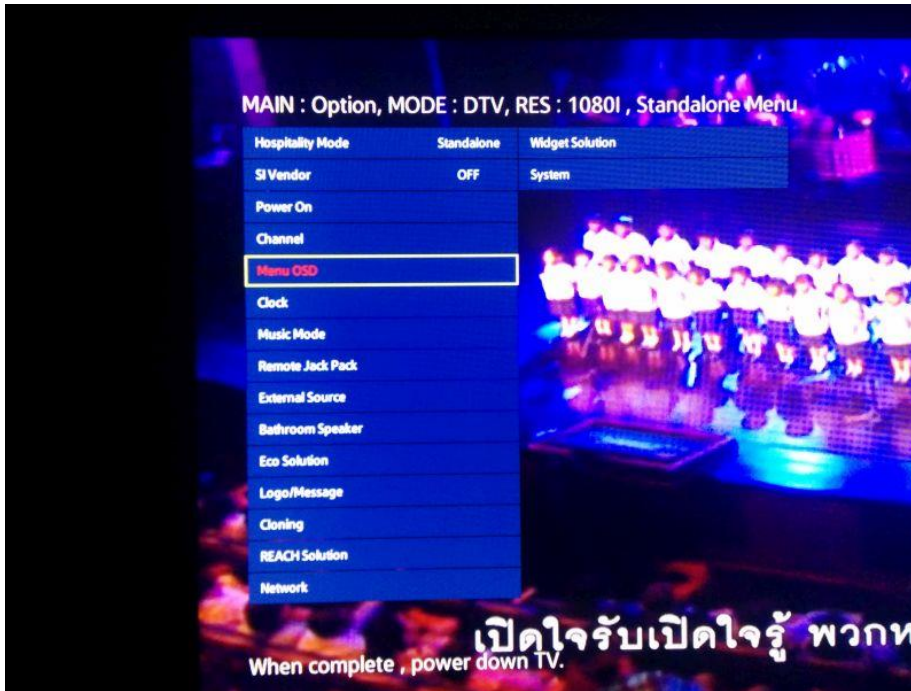 MAIN : Option, MODE : DTV, RES : 1080I , Standalone Menu
Hospitality Mode Standalone Widget Solution
SI Vendor OFF System
Power On
Channel
Menu OSD
Clock
Music Mode
Remote Jack Pack
External Source
Bathroom Speaker
Eco Solution
Logo/Message
Cloning
REACH Solution
Network
เปิดใจรับเปิดใจรู้ พวกห
When complete , power down TV.